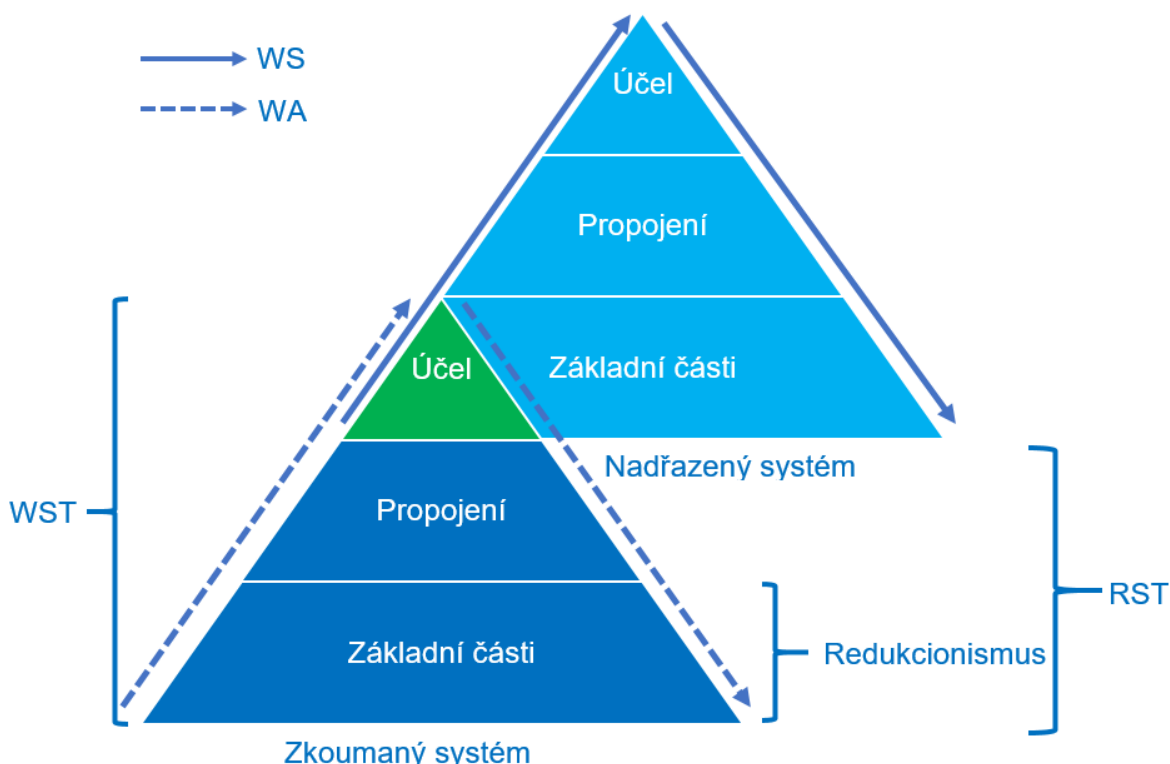 WS
WA
Účel
Propojení
Základní části
Nadřazený systém
Účel
Propojení
Základní části
Zkoumaný systém
WST
Redukcionismus
RST